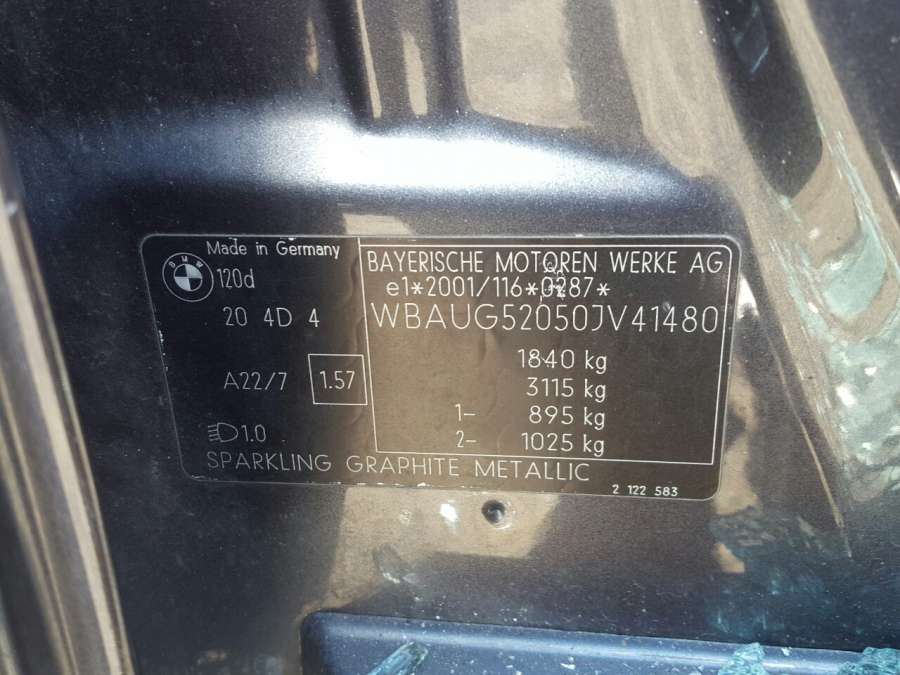 Made in Germany
BMW
120d
20 4D 4
A22/7 1.57
1.0
SPARKLING GRAPHITE METALLIC
BAYERISCHE MOTOREN WERKE AG
e1*2001/116*0287*
WBAUG52050JV41480
1840 kg
3115 kg
1- 895 kg
2- 1025 kg
2 122 583